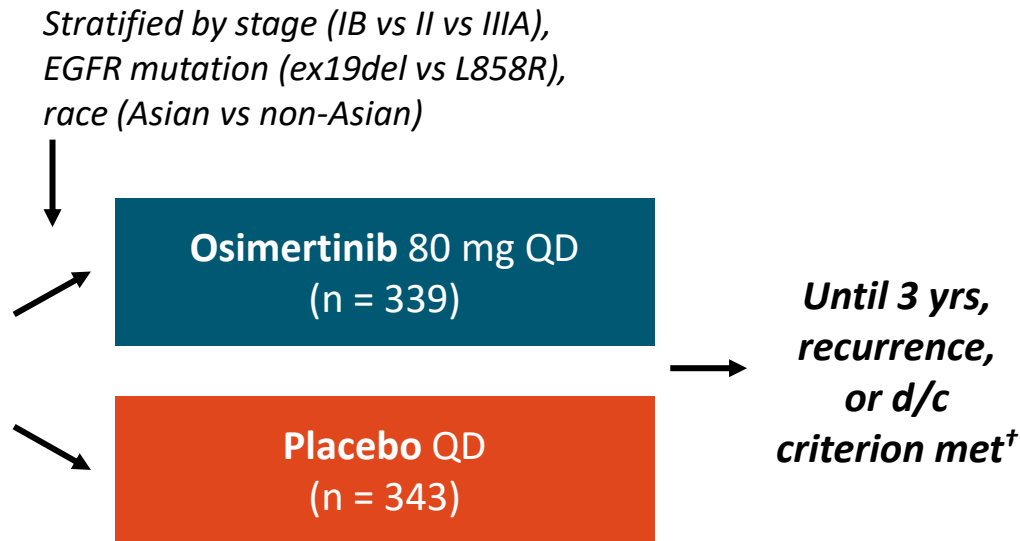 Stratified by stage (IB vs II vs IIIA),
EGFR mutation (ex19del vs L858R),
race (Asian vs non-Asian)
Osimertinib 80 mg QD
(n = 339)
Placebo QD
(n = 343)
Until 3 yrs,
recurrence,
or d/c
criterion met†